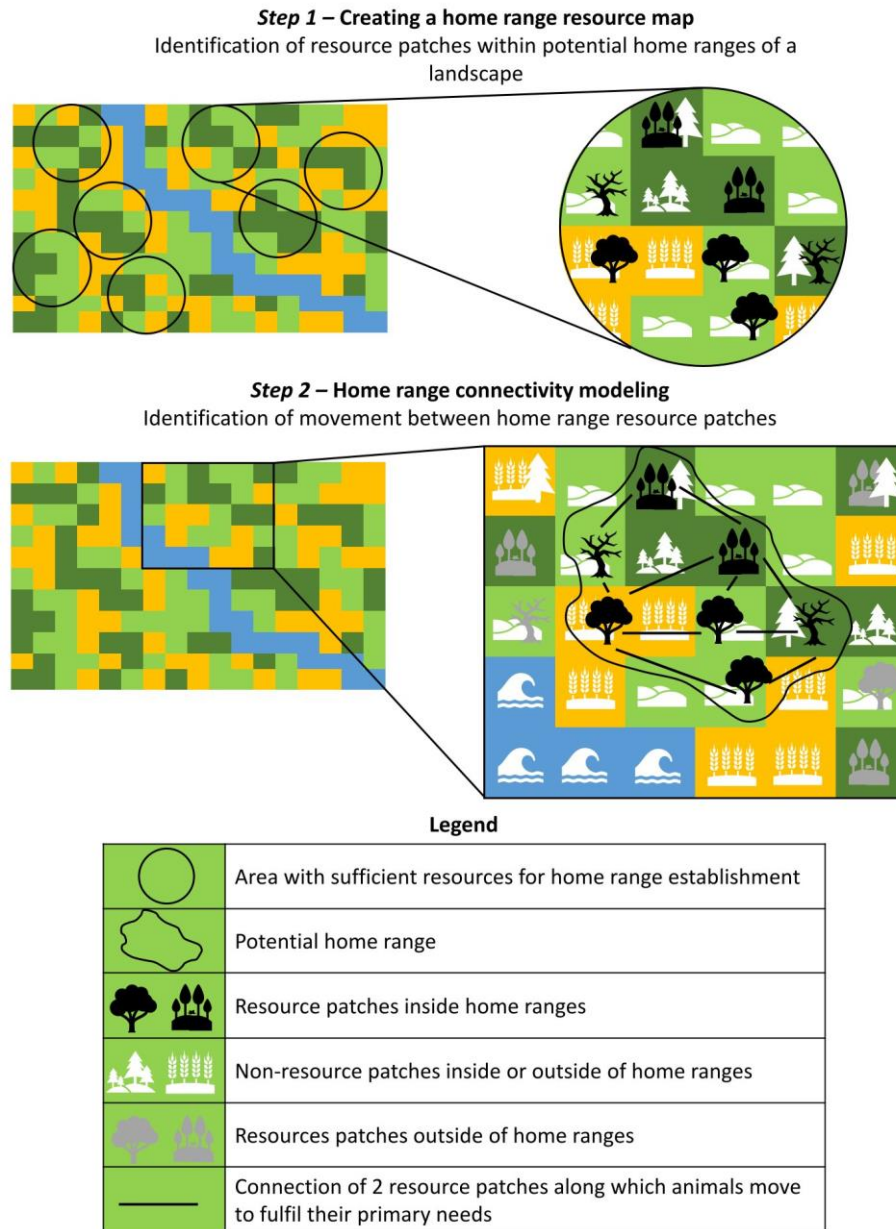 Step 1 – Creating a home range resource map
Identification of resource patches within potential home ranges of a
landscape
Step 2 – Home range connectivity modeling
Identification of movement between home range resource patches
Legend
Area with sufficient resources for home range establishment
Potential home range
Resource patches inside home ranges
Non-resource patches inside or outside of home ranges
Resources patches outside of home ranges
Connection of 2 resource patches along which animals move
to fulfil their primary needs